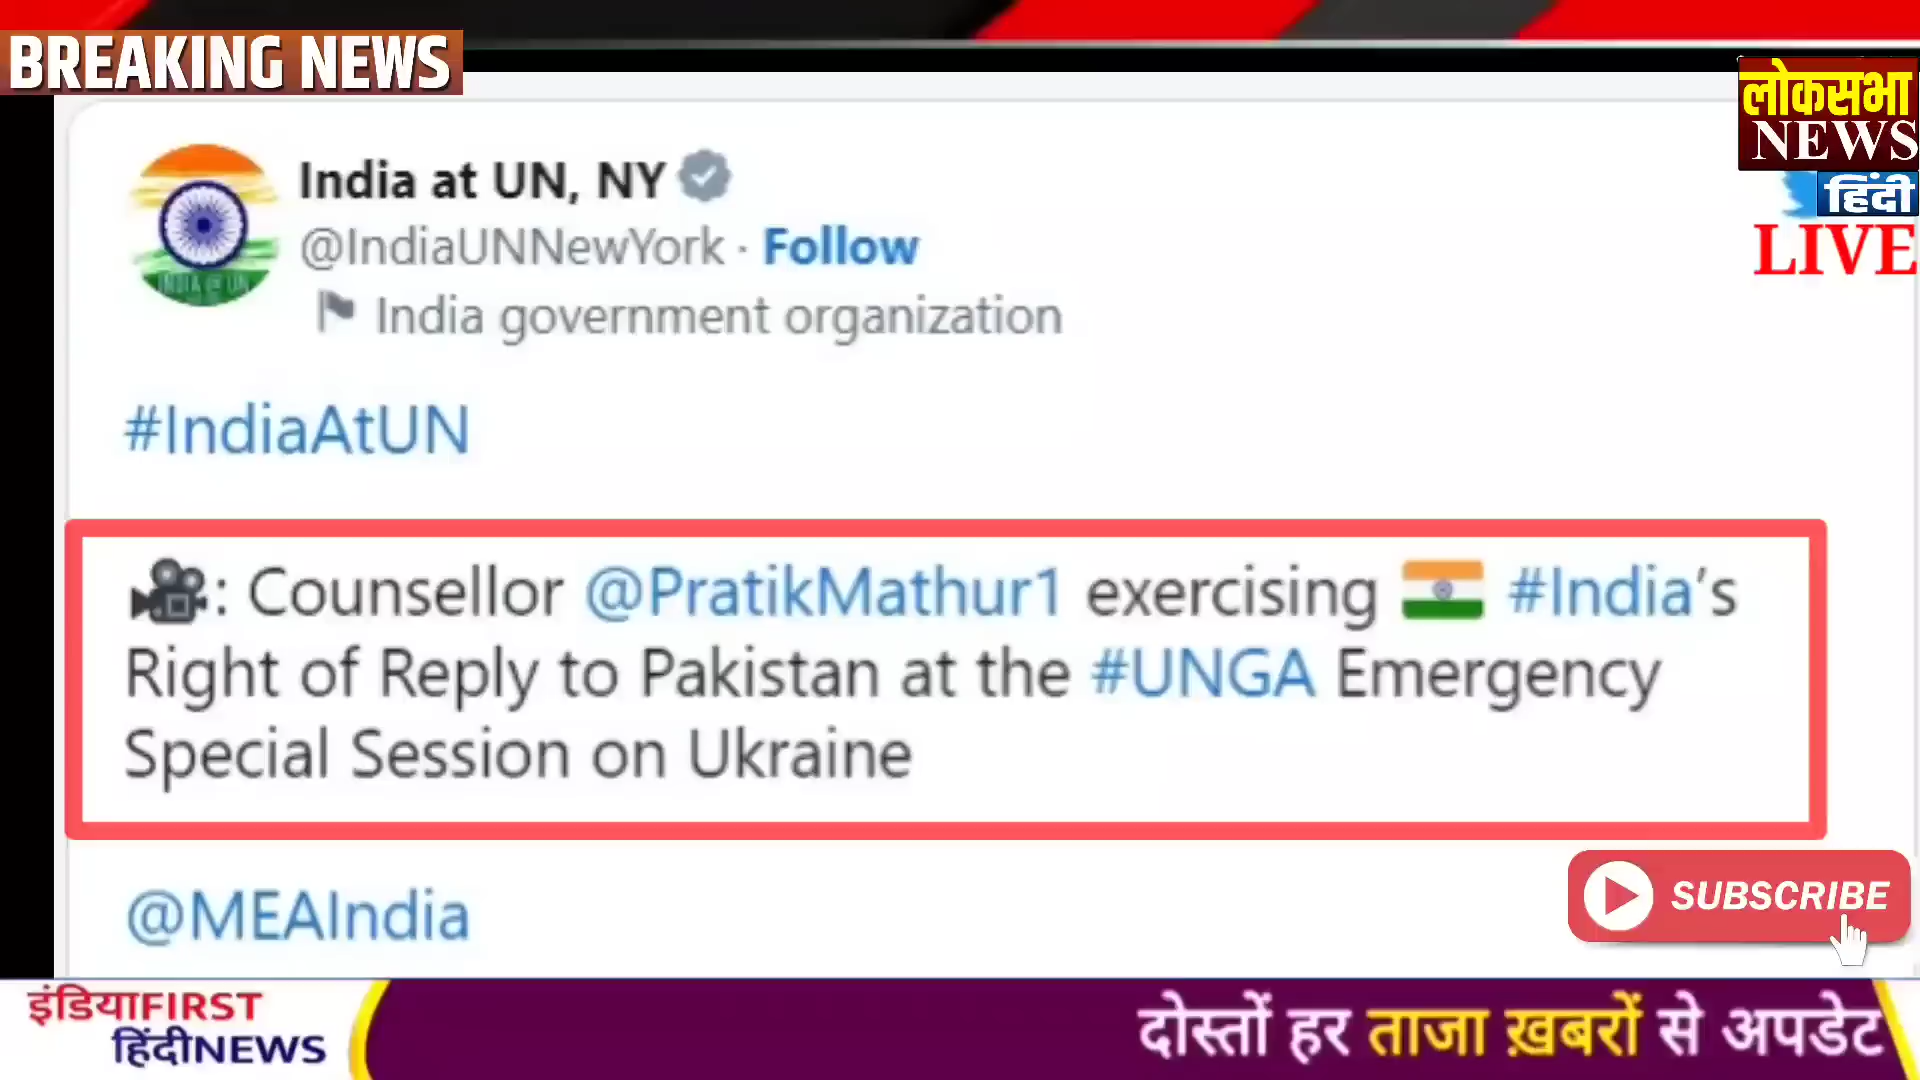 BREAKING NEWS
लोकसभा
NEWS
हिंदी
LIVE
India at UN, NY
@IndiaUNNewYork · Follow
India government organization
#IndiaAtUN
: Counsellor @PratikMathur1 exercising #India's
Right of Reply to Pakistan at the #UNGA Emergency
Special Session on Ukraine
@MEAIndia
SUBSCRIBE
इंडियाFIRST
हिंदीNEWS
दोस्तों हर ताजा ख़बरों से अपडेट